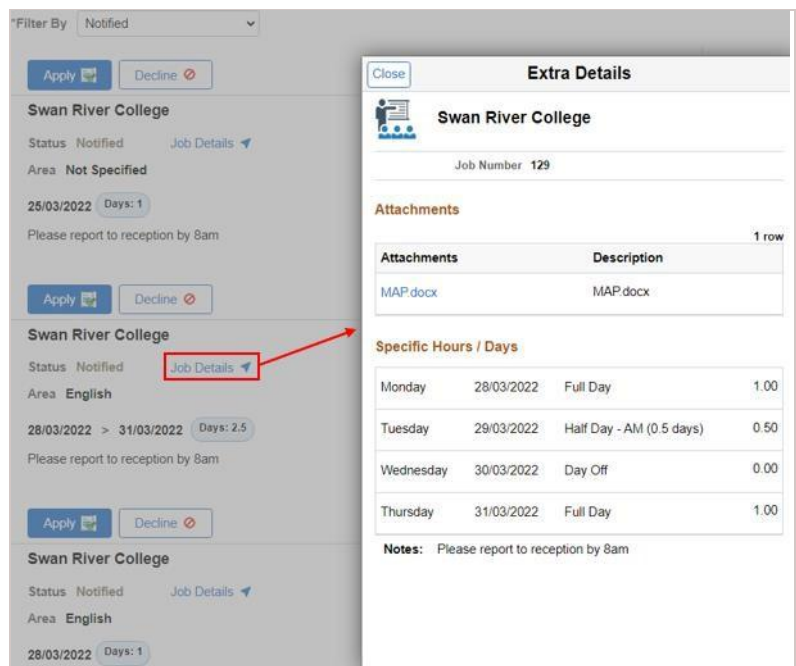 *Filter By Notified
Apply Decline
Swan River College
Status Notified Job Details
Area Not Specified
25/03/2022 Days: 1
Please report to reception by 8am
Apply Decline
Swan River College
Status Notified Job Details
Area English
28/03/2022 > 31/03/2022 Days: 2.5
Please report to reception by 8am
Apply Decline
Swan River College
Status Notified Job Details
Area English
28/03/2022 Days: 1
Close Extra Details
Swan River College
Job Number 129
Attachments
1 row
Attachments Description
MAP.docx MAP.docx
Specific Hours / Days
Monday 28/03/2022 Full Day 1.00
Tuesday 29/03/2022 Half Day - AM (0.5 days) 0.50
Wednesday 30/03/2022 Day Off 0.00
Thursday 31/03/2022 Full Day 1.00
Notes: Please report to reception by 8am